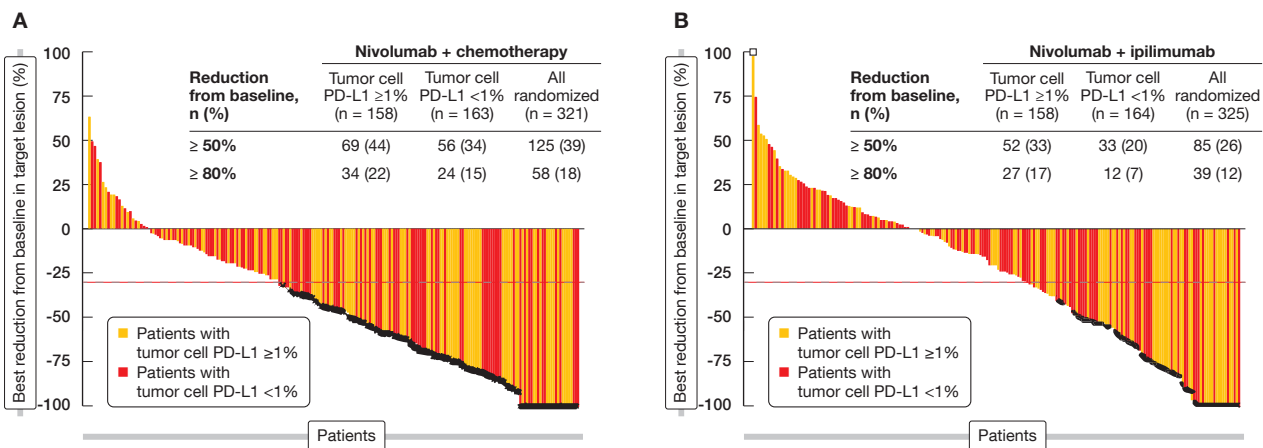 A
Best reduction from baseline in target lesion (%)
100
75
50
25
0
-25
-50
-75
-100
Nivolumab + chemotherapy
Reduction from baseline, n (%)
Tumor cell PD-L1 ≥1% (n = 158)
Tumor cell PD-L1 <1% (n = 163)
All randomized (n = 321)
≥ 50% 69 (44) 56 (34) 125 (39)
≥ 80% 34 (22) 24 (15) 58 (18)
Patients with
tumor cell PD-L1 ≥1%
Patients with
tumor cell PD-L1 <1%
Patients
B
Best reduction from baseline in target lesion (%)
100
75
50
25
0
-25
-50
-75
-100
Nivolumab + ipilimumab
Reduction from baseline, n (%)
Tumor cell PD-L1 ≥1% (n = 158)
Tumor cell PD-L1 <1% (n = 164)
All randomized (n = 325)
≥ 50% 52 (33) 33 (20) 85 (26)
≥ 80% 27 (17) 12 (7) 39 (12)
Patients with
tumor cell PD-L1 ≥1%
Patients with
tumor cell PD-L1 <1%
Patients